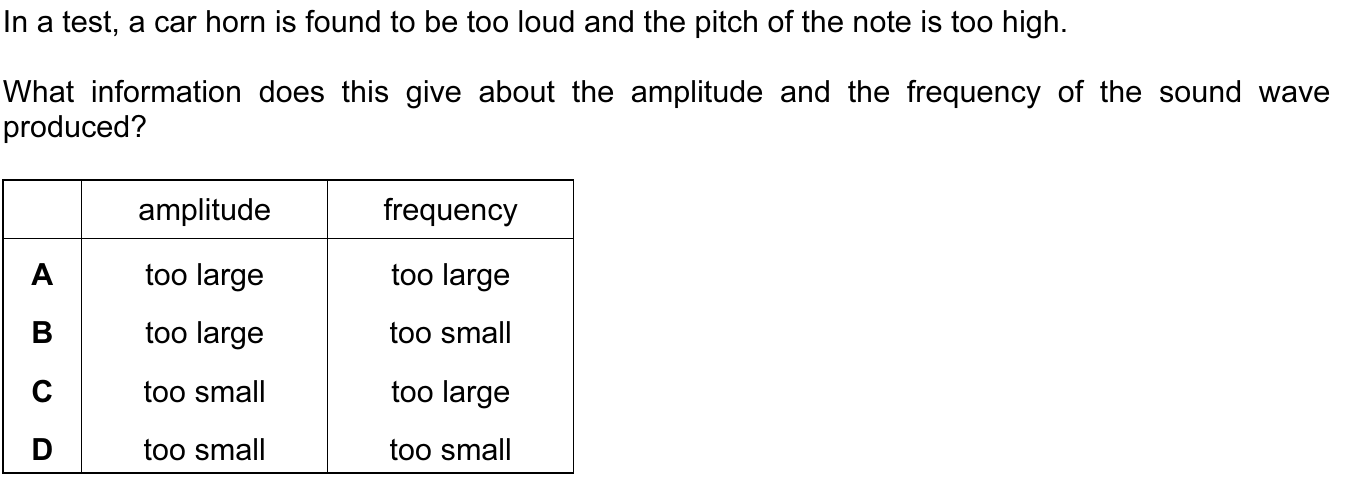 In a test, a car horn is found to be too loud and the pitch of the note is too high.
What information does this give about the amplitude and the frequency of the sound wave
produced?
amplitude frequency
A too large too large
B too large too small
C too small too large
D too small too small